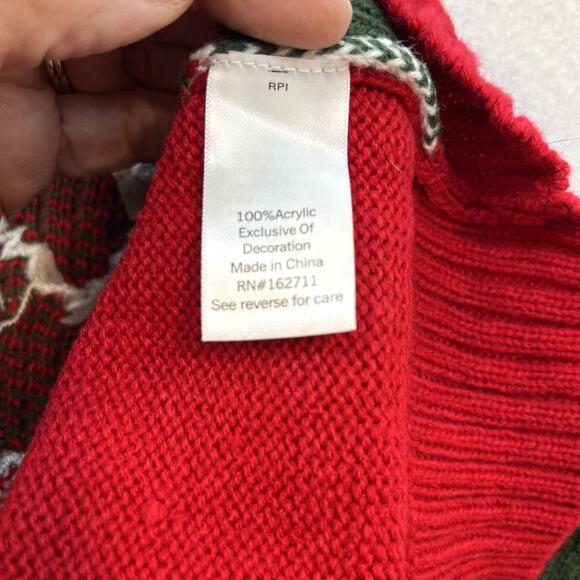 RPI
100%Acrylic
Exclusive Of
Decoration
Made in China
RN#162711
See reverse for care